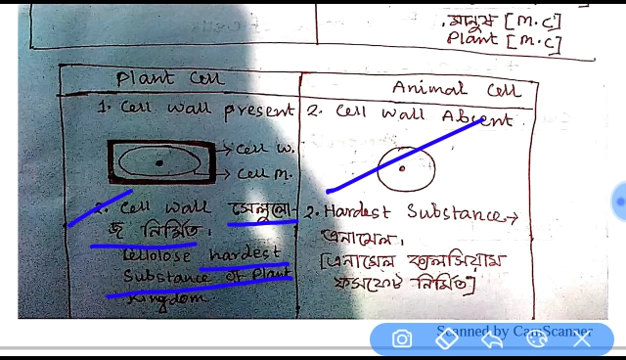 মানুষ [M.C]
Plant [M.C]
Plant Cell
Animal Cell
1. Cell wall present
2. Cell wall Absent.
→ Cell W.
→ Cell M.
2. Cell wall সেলুলো-
জ নির্মিত।
Cellolose hardest
Substance of Plant
Kingdom.
2. Hardest Substance →
এনামেল।
[এনামেল ক্যালসিয়াম
ফসফেট নির্মিত]
Scanned by CamScanner